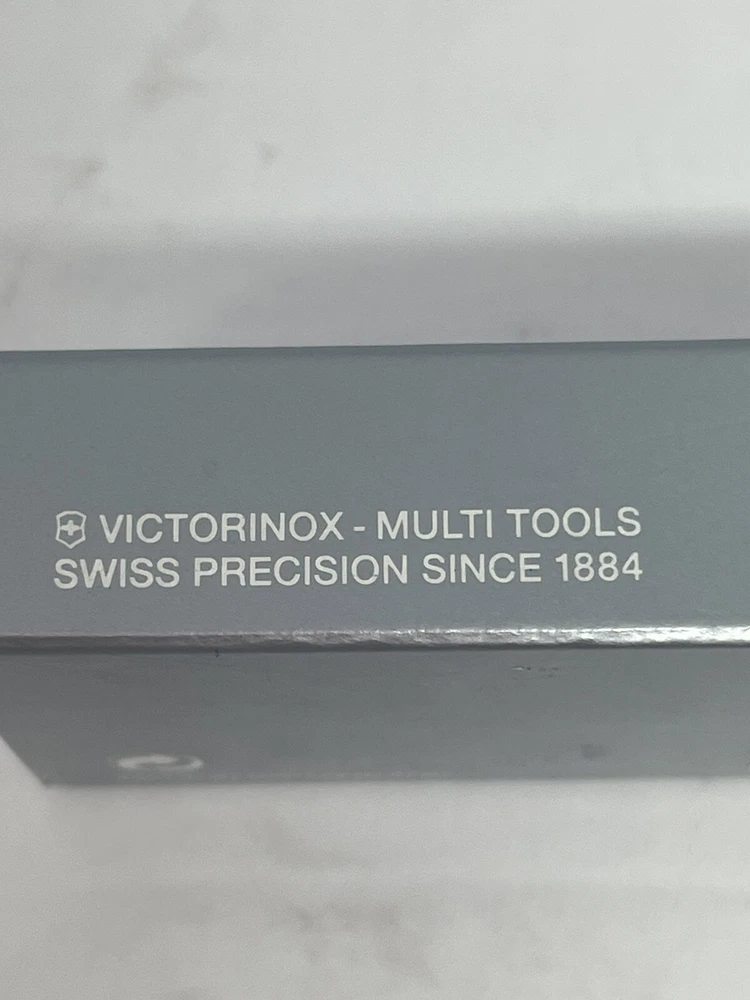 VICTORINOX - MULTI TOOLS
SWISS PRECISION SINCE 1884